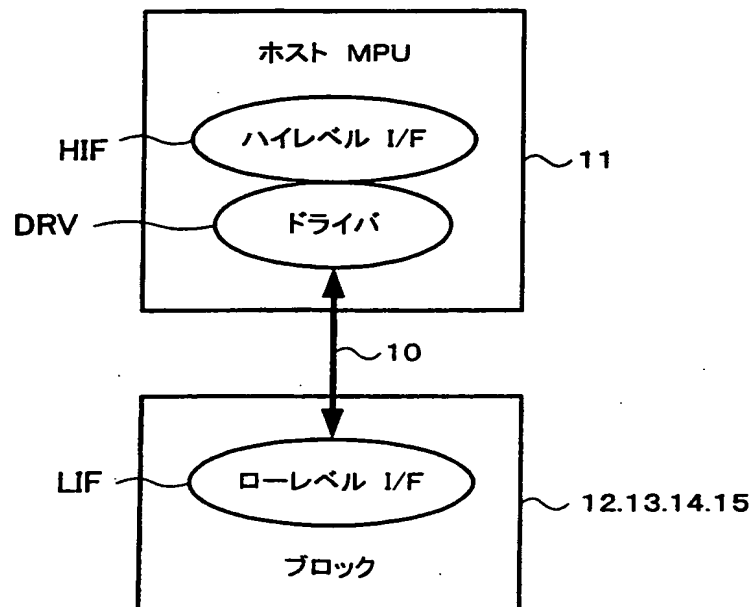 ホスト MPU
HIF
ハイレベル I/F
11
DRV
ドライバ
10
LIF
ローレベル I/F
12.13.14.15
ブロック